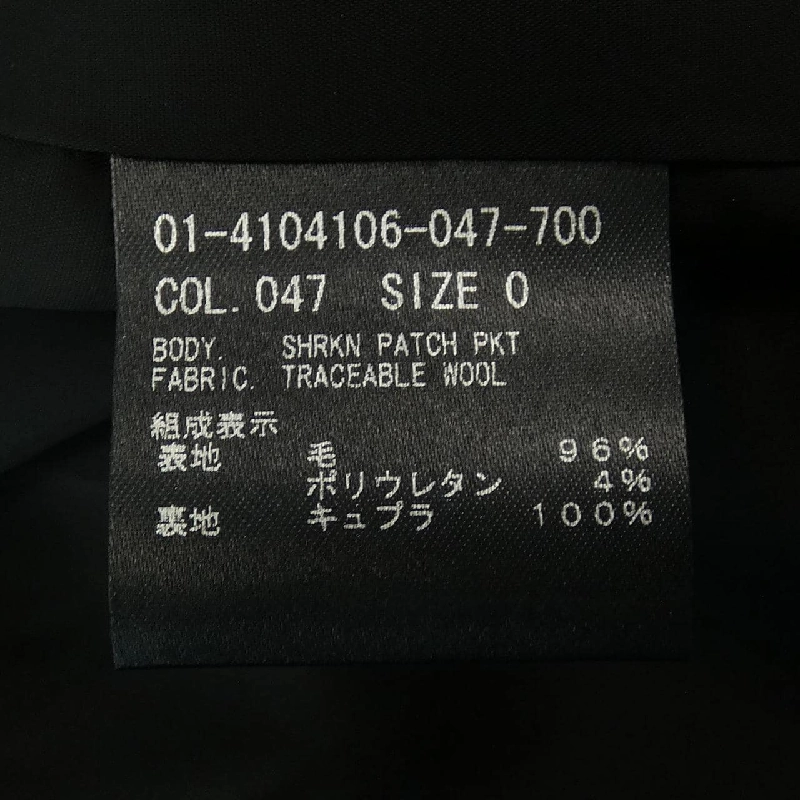 01-4104106-047-700
COL.047 SIZE 0
BODY. SHRKN PATCH PKT
FABRIC. TRACEABLE WOOL
組成表示
表地 毛 96%
ポリウレタン 4%
裏地 キュプラ 100%